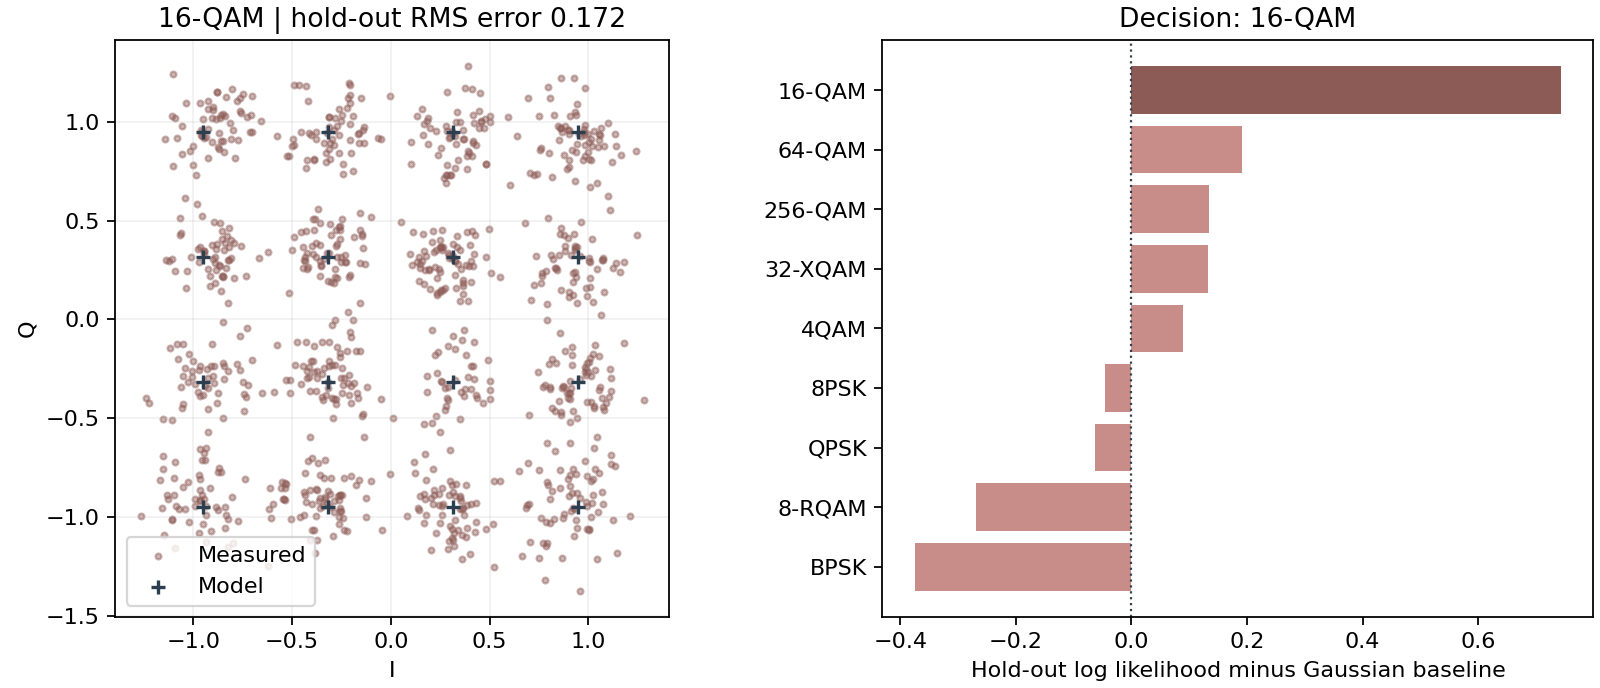 16-QAM | hold-out RMS error 0.172
1.0
0.5
0.0
−0.5
−1.0
−1.5
Q
Measured
Model
−1.0 −0.5 0.0 0.5 1.0
I
Decision: 16-QAM
16-QAM
64-QAM
256-QAM
32-XQAM
4QAM
8PSK
QPSK
8-RQAM
BPSK
−0.4 −0.2 0.0 0.2 0.4 0.6
Hold-out log likelihood minus Gaussian baseline